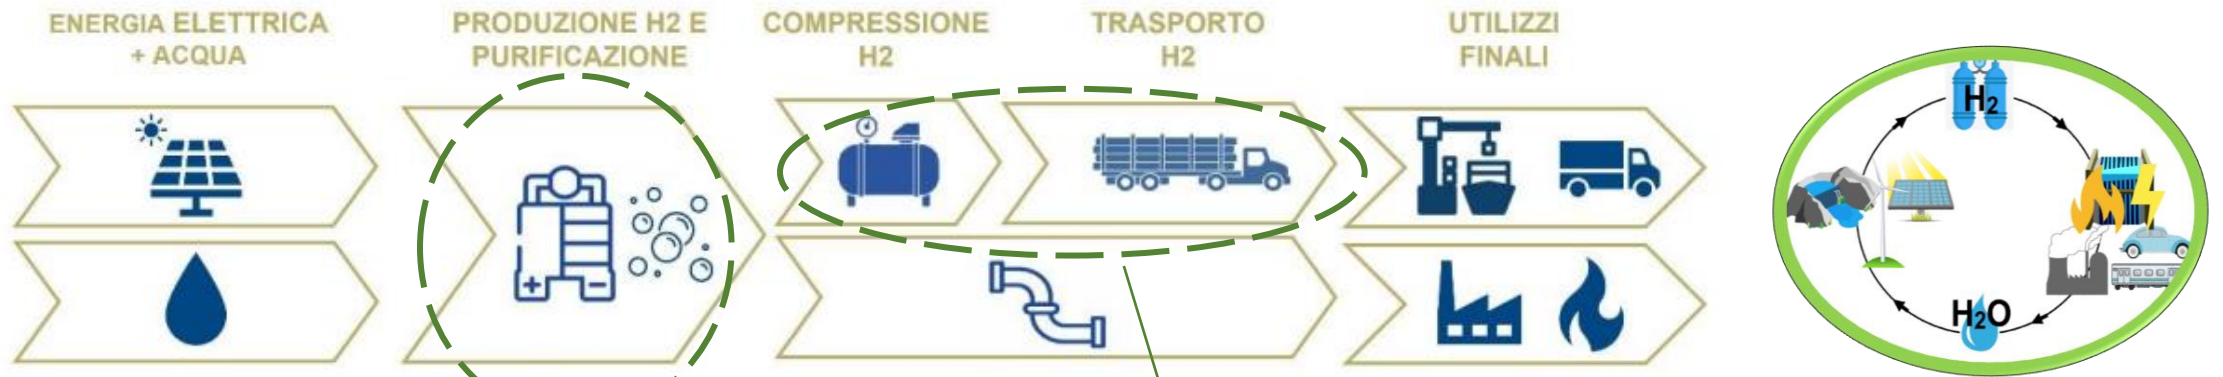 ENERGIA ELETTRICA
+ ACQUA
PRODUZIONE H2 E
PURIFICAZIONE
COMPRESSIONE
H2
TRASPORTO
H2
UTILIZZI
FINALI
+ −
H2
H2O